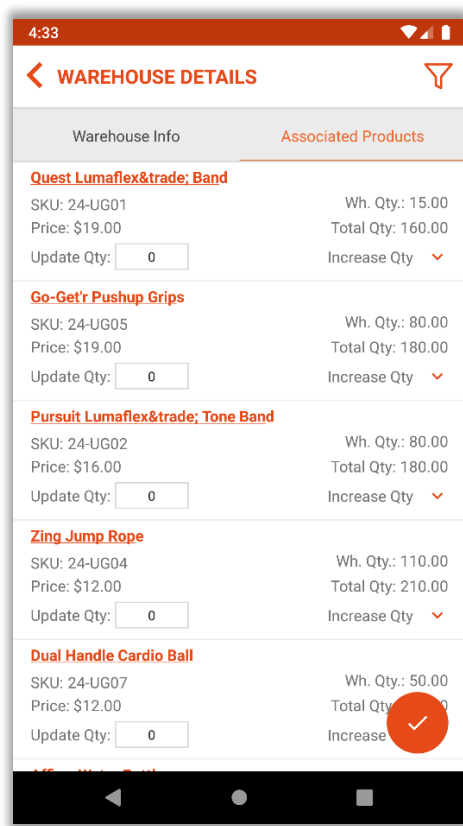 4:33
WAREHOUSE DETAILS
Warehouse Info Associated Products
Quest Lumaflex&trade; Band
SKU: 24-UG01 Wh. Qty.: 15.00
Price: $19.00 Total Qty: 160.00
Update Qty: 0 Increase Qty
Go-Get'r Pushup Grips
SKU: 24-UG05 Wh. Qty.: 80.00
Price: $19.00 Total Qty: 180.00
Update Qty: 0 Increase Qty
Pursuit Lumaflex&trade; Tone Band
SKU: 24-UG02 Wh. Qty.: 80.00
Price: $16.00 Total Qty: 180.00
Update Qty: 0 Increase Qty
Zing Jump Rope
SKU: 24-UG04 Wh. Qty.: 110.00
Price: $12.00 Total Qty: 210.00
Update Qty: 0 Increase Qty
Dual Handle Cardio Ball
SKU: 24-UG07 Wh. Qty.: 50.00
Price: $12.00 Total Qty
Update Qty: 0 Increase